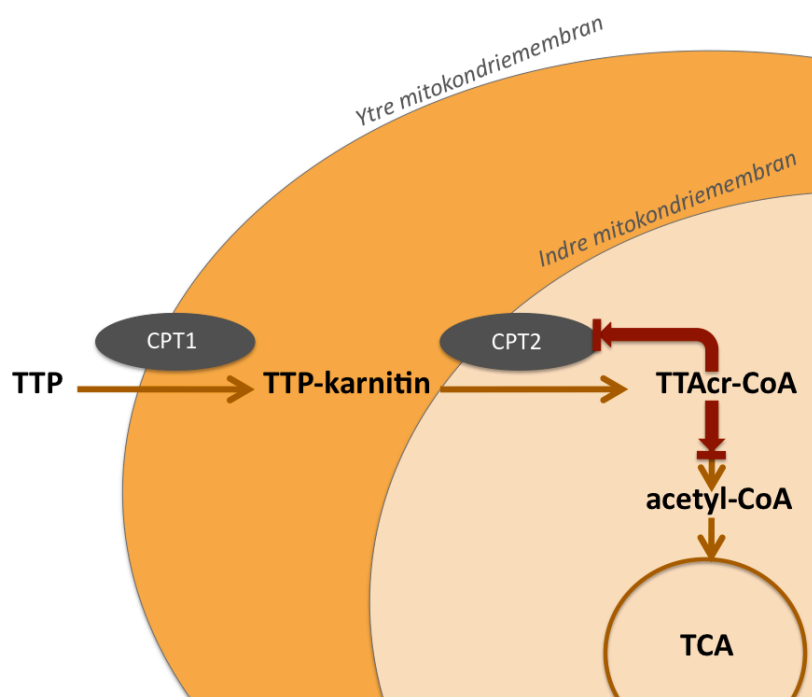 Ytre mitokondriemembran
Indre mitokondriemembran
CPT1
CPT2
TTP
TTP-karnitin
TTAcr-CoA
acetyl-CoA
TCA